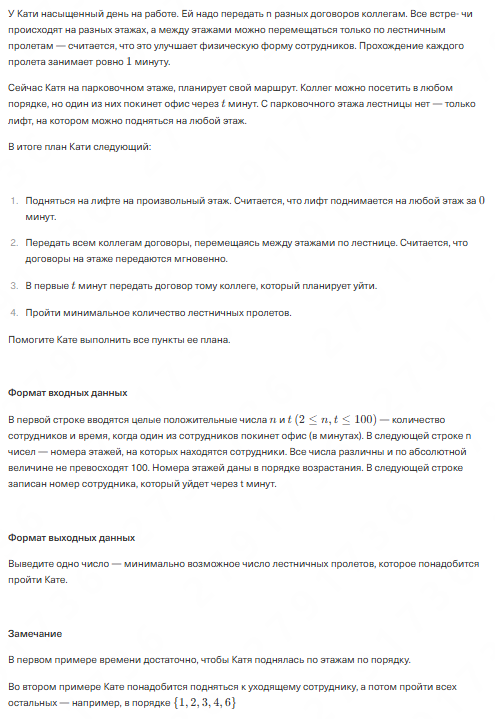 У Кати насыщенный день на работе. Ей надо передать n разных договоров коллегам. Все встре- чи
происходят на разных этажах, а между этажами можно перемещаться только по лестничным
пролетам — считается, что это улучшает физическую форму сотрудников. Прохождение каждого
пролета занимает ровно 1 минуту.
Сейчас Катя на парковочном этаже, планирует свой маршрут. Коллег можно посетить в любом
порядке, но один из них покинет офис через t минут. С парковочного этажа лестницы нет — только
лифт, на котором можно подняться на любой этаж.
В итоге план Кати следующий:
1. Подняться на лифте на произвольный этаж. Считается, что лифт поднимается на любой этаж за 0
минут.
2. Передать всем коллегам договоры, перемещаясь между этажами по лестнице. Считается, что
договоры на этаже передаются мгновенно.
3. В первые t минут передать договор тому коллеге, который планирует уйти.
4. Пройти минимальное количество лестничных пролетов.
Помогите Кате выполнить все пункты ее плана.
Формат входных данных
В первой строке вводятся целые положительные числа n и t (2 ≤ n, t ≤ 100) — количество
сотрудников и время, когда один из сотрудников покинет офис (в минутах). В следующей строке n
чисел — номера этажей, на которых находятся сотрудники. Все числа различны и по абсолютной
величине не превосходят 100. Номера этажей даны в порядке возрастания. В следующей строке
записан номер сотрудника, который уйдет через t минут.
Формат выходных данных
Выведите одно число — минимально возможное число лестничных пролетов, которое понадобится
пройти Кате.
Замечание
В первом примере времени достаточно, чтобы Катя поднялась по этажам по порядку.
Во втором примере Кате понадобится подняться к уходящему сотруднику, а потом пройти всех
остальных — например, в порядке {1, 2, 3, 4, 6}